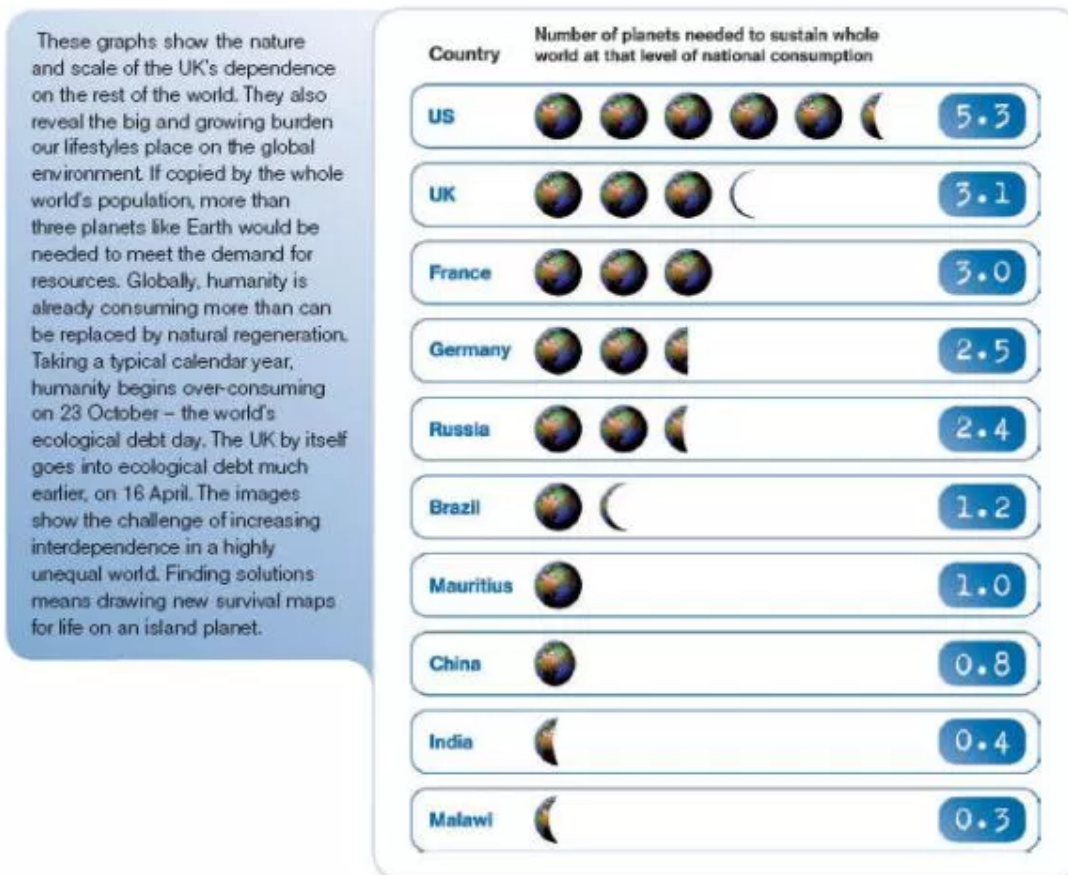 These graphs show the nature
and scale of the UK's dependence
on the rest of the world. They also
reveal the big and growing burden
our lifestyles place on the global
environment. If copied by the whole
world's population, more than
three planets like Earth would be
needed to meet the demand for
resources. Globally, humanity is
already consuming more than can
be replaced by natural regeneration.
Taking a typical calendar year,
humanity begins over-consuming
on 23 October – the world's
ecological debt day. The UK by itself
goes into ecological debt much
earlier, on 16 April. The images
show the challenge of increasing
interdependence in a highly
unequal world. Finding solutions
means drawing new survival maps
for life on an island planet.
Country
Number of planets needed to sustain whole
world at that level of national consumption
US 5.3
UK 3.1
France 3.0
Germany 2.5
Russia 2.4
Brazil 1.2
Mauritius 1.0
China 0.8
India 0.4
Malawi 0.3